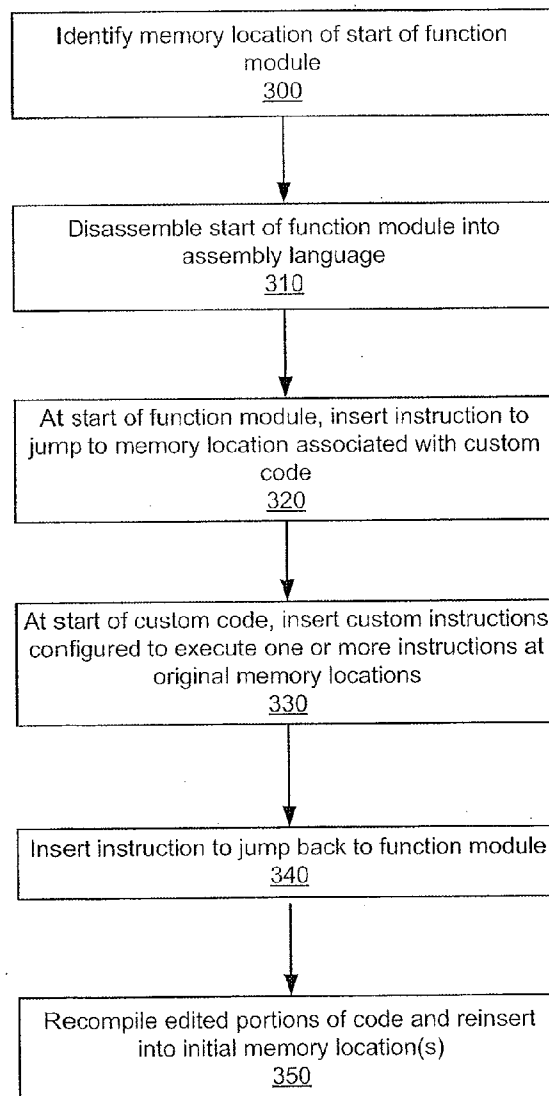 Identify memory location of start of function
module
300
Disassemble start of function module into
assembly language
310
At start of function module, insert instruction to
jump to memory location associated with custom
code
320
At start of custom code, insert custom instructions
configured to execute one or more instructions at
original memory locations
330
Insert instruction to jump back to function module
340
Recompile edited portions of code and reinsert
into initial memory location(s)
350